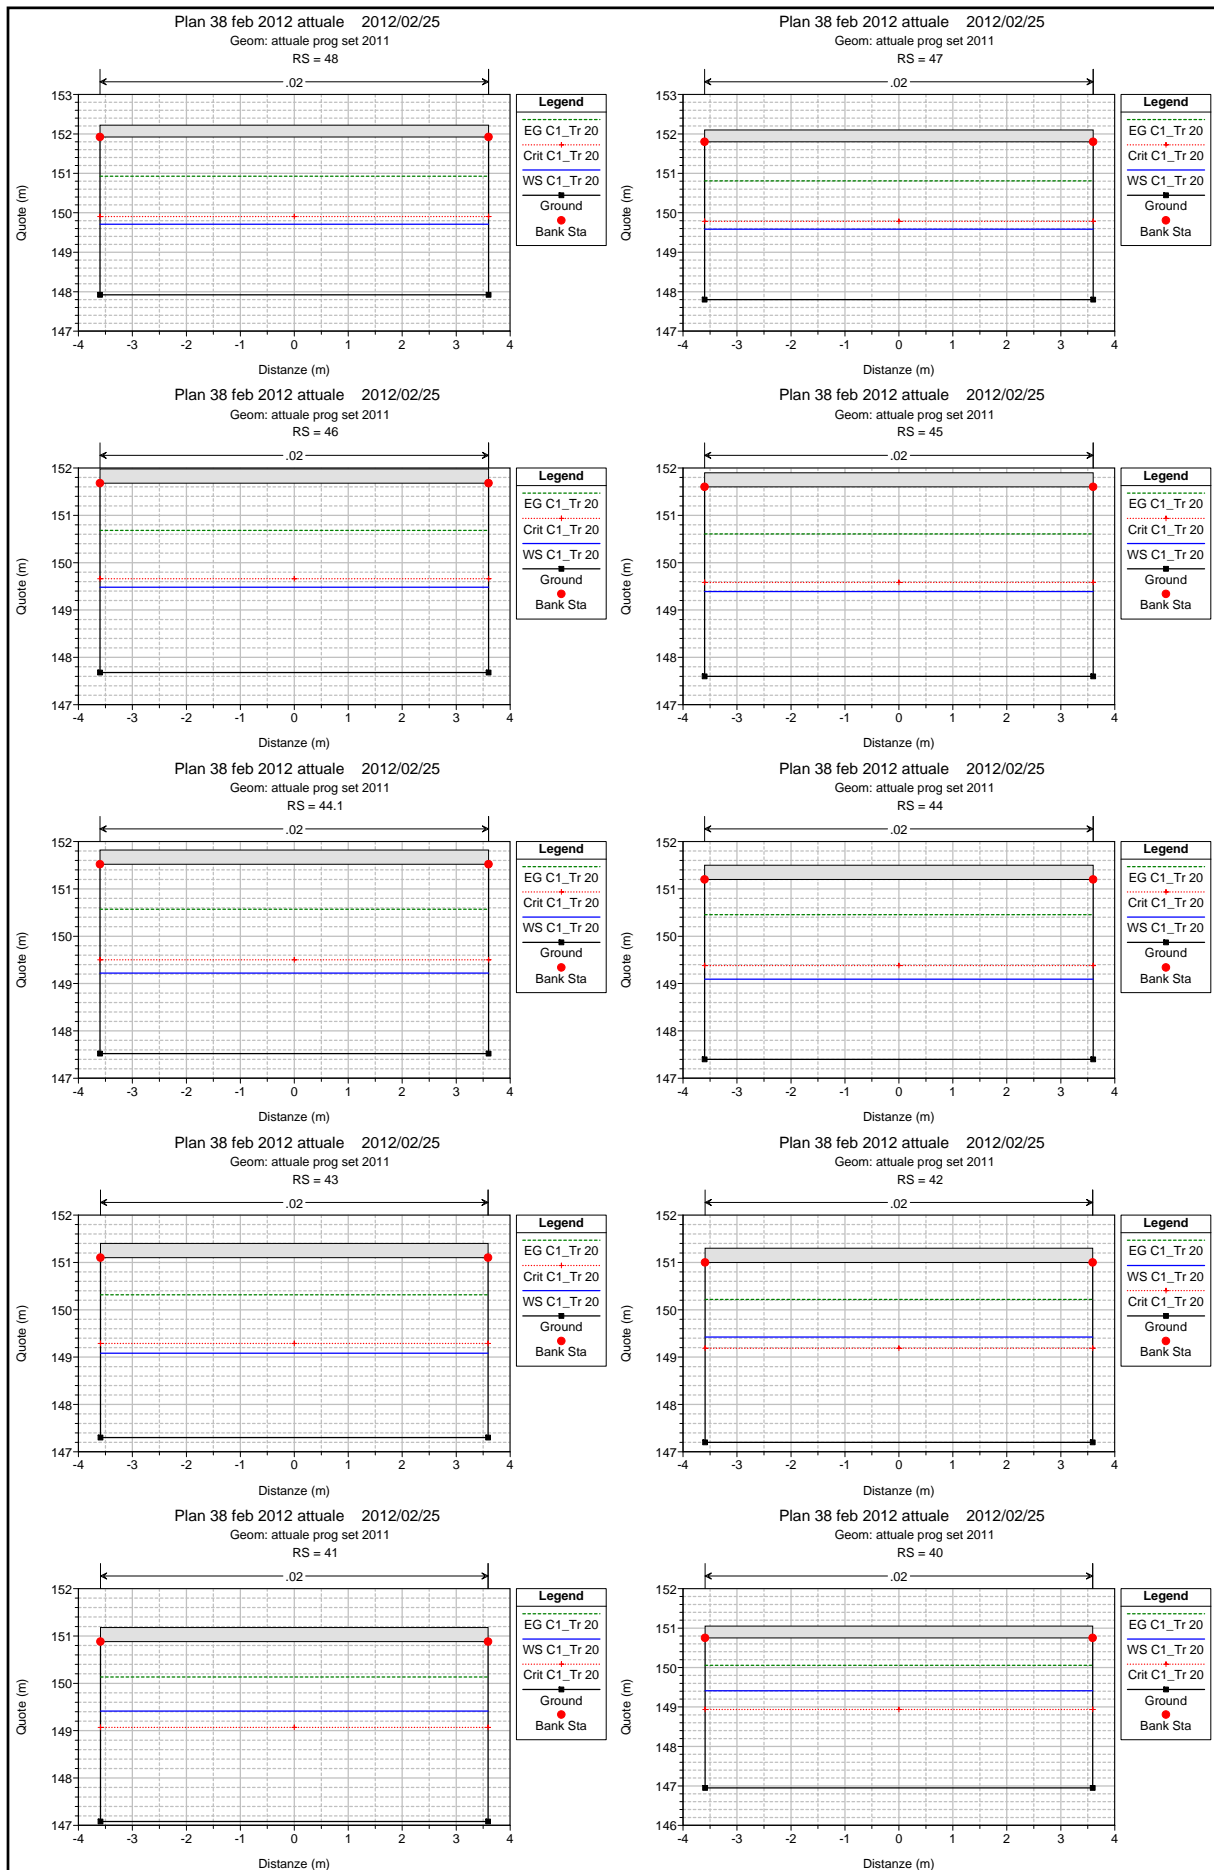 Plan 38 feb 2012 attuale 2012/02/25
Geom: attuale prog set 2011
RS = 48
.02
153
152
151
150
149
148
147
-4 -3 -2 -1 0 1 2 3 4
Distanze (m)
Quote (m)
Legend
EG C1_Tr 20
Crit C1_Tr 20
WS C1_Tr 20
Ground
Bank Sta
Plan 38 feb 2012 attuale 2012/02/25
Geom: attuale prog set 2011
RS = 47
.02
153
152
151
150
149
148
147
-4 -3 -2 -1 0 1 2 3 4
Distanze (m)
Quote (m)
Legend
EG C1_Tr 20
Crit C1_Tr 20
WS C1_Tr 20
Ground
Bank Sta
Plan 38 feb 2012 attuale 2012/02/25
Geom: attuale prog set 2011
RS = 46
.02
152
151
150
149
148
147
-4 -3 -2 -1 0 1 2 3 4
Distanze (m)
Quote (m)
Legend
EG C1_Tr 20
Crit C1_Tr 20
WS C1_Tr 20
Ground
Bank Sta
Plan 38 feb 2012 attuale 2012/02/25
Geom: attuale prog set 2011
RS = 45
.02
152
151
150
149
148
147
-4 -3 -2 -1 0 1 2 3 4
Distanze (m)
Quote (m)
Legend
EG C1_Tr 20
Crit C1_Tr 20
WS C1_Tr 20
Ground
Bank Sta
Plan 38 feb 2012 attuale 2012/02/25
Geom: attuale prog set 2011
RS = 44.1
.02
152
151
150
149
148
147
-4 -3 -2 -1 0 1 2 3 4
Distanze (m)
Quote (m)
Legend
EG C1_Tr 20
Crit C1_Tr 20
WS C1_Tr 20
Ground
Bank Sta
Plan 38 feb 2012 attuale 2012/02/25
Geom: attuale prog set 2011
RS = 44
.02
152
151
150
149
148
147
-4 -3 -2 -1 0 1 2 3 4
Distanze (m)
Quote (m)
Legend
EG C1_Tr 20
Crit C1_Tr 20
WS C1_Tr 20
Ground
Bank Sta
Plan 38 feb 2012 attuale 2012/02/25
Geom: attuale prog set 2011
RS = 43
.02
152
151
150
149
148
147
-4 -3 -2 -1 0 1 2 3 4
Distanze (m)
Quote (m)
Legend
EG C1_Tr 20
Crit C1_Tr 20
WS C1_Tr 20
Ground
Bank Sta
Plan 38 feb 2012 attuale 2012/02/25
Geom: attuale prog set 2011
RS = 42
.02
152
151
150
149
148
147
-4 -3 -2 -1 0 1 2 3 4
Distanze (m)
Quote (m)
Legend
EG C1_Tr 20
WS C1_Tr 20
Crit C1_Tr 20
Ground
Bank Sta
Plan 38 feb 2012 attuale 2012/02/25
Geom: attuale prog set 2011
RS = 41
.02
152
151
150
149
148
147
-4 -3 -2 -1 0 1 2 3 4
Distanze (m)
Quote (m)
Legend
EG C1_Tr 20
WS C1_Tr 20
Crit C1_Tr 20
Ground
Bank Sta
Plan 38 feb 2012 attuale 2012/02/25
Geom: attuale prog set 2011
RS = 40
.02
152
151
150
149
148
147
146
-4 -3 -2 -1 0 1 2 3 4
Distanze (m)
Quote (m)
Legend
EG C1_Tr 20
WS C1_Tr 20
Crit C1_Tr 20
Ground
Bank Sta